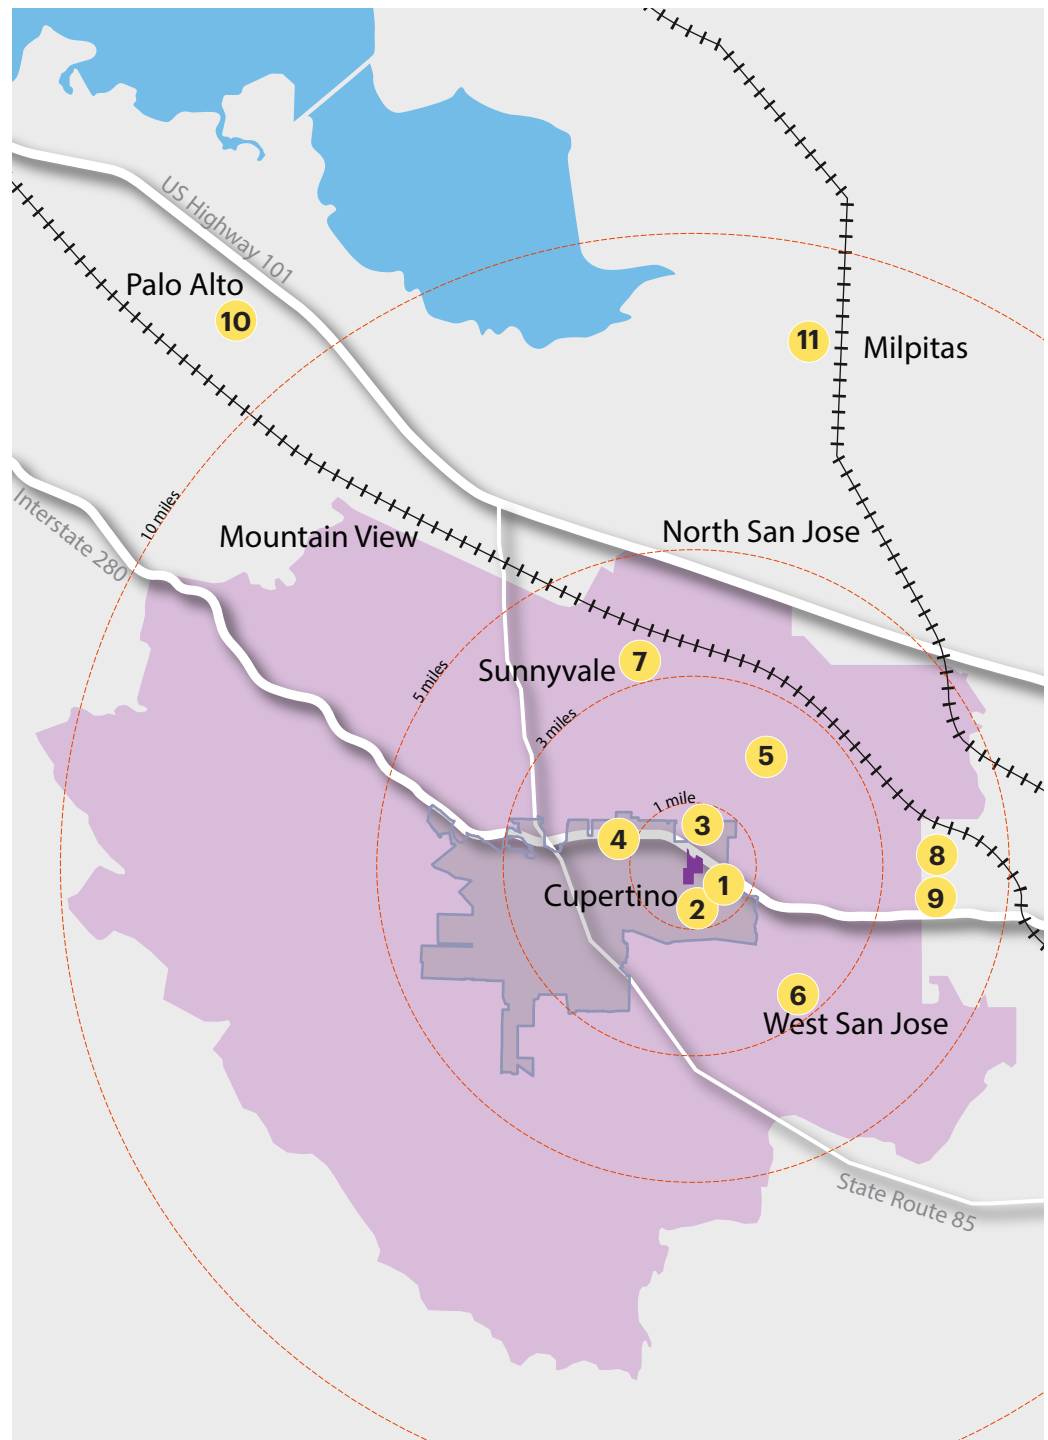 US Highway 101
Palo Alto
10
11
Milpitas
Interstate 280
10 miles
Mountain View
North San Jose
Sunnyvale
7
5 miles
3 miles
5
1 mile
3
4
8
1
Cupertino
2
9
6
West San Jose
State Route 85